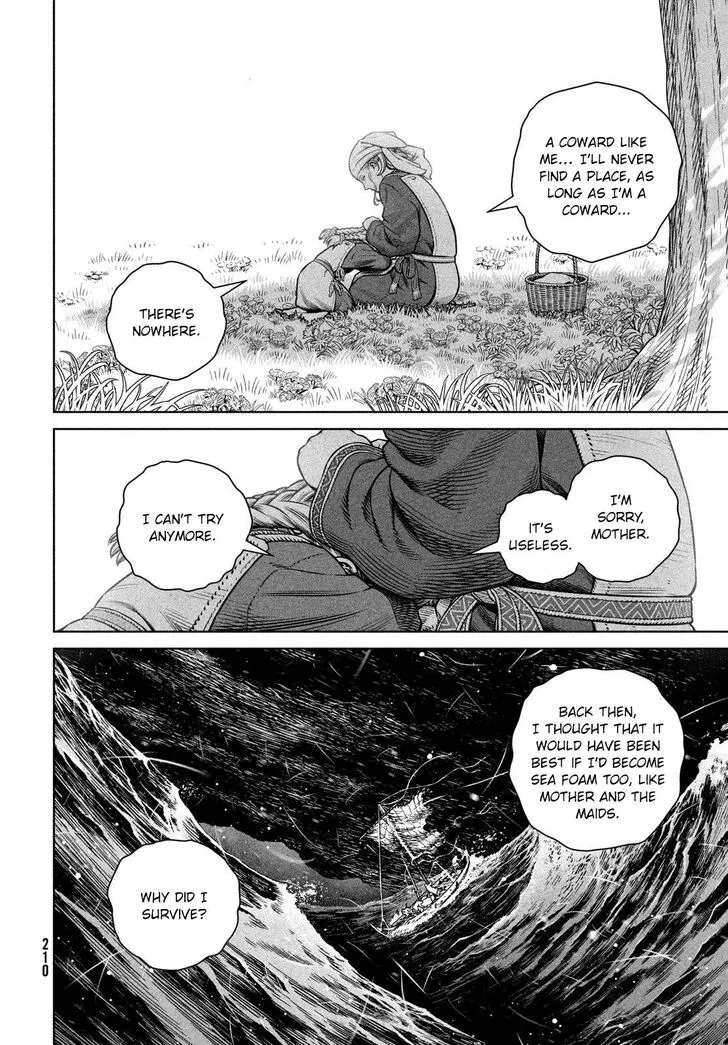 A COWARD LIKE
ME... I'LL NEVER
FIND A PLACE, AS
LONG AS I'M A
COWARD...
THERE'S
NOWHERE.
I'M
SORRY,
MOTHER.
IT'S
USELESS.
I CAN'T TRY
ANYMORE.
BACK THEN,
I THOUGHT THAT IT
WOULD HAVE BEEN
BEST IF I'D BECOME
SEA FOAM TOO, LIKE
MOTHER AND THE
MAIDS.
WHY DID I
SURVIVE?
210